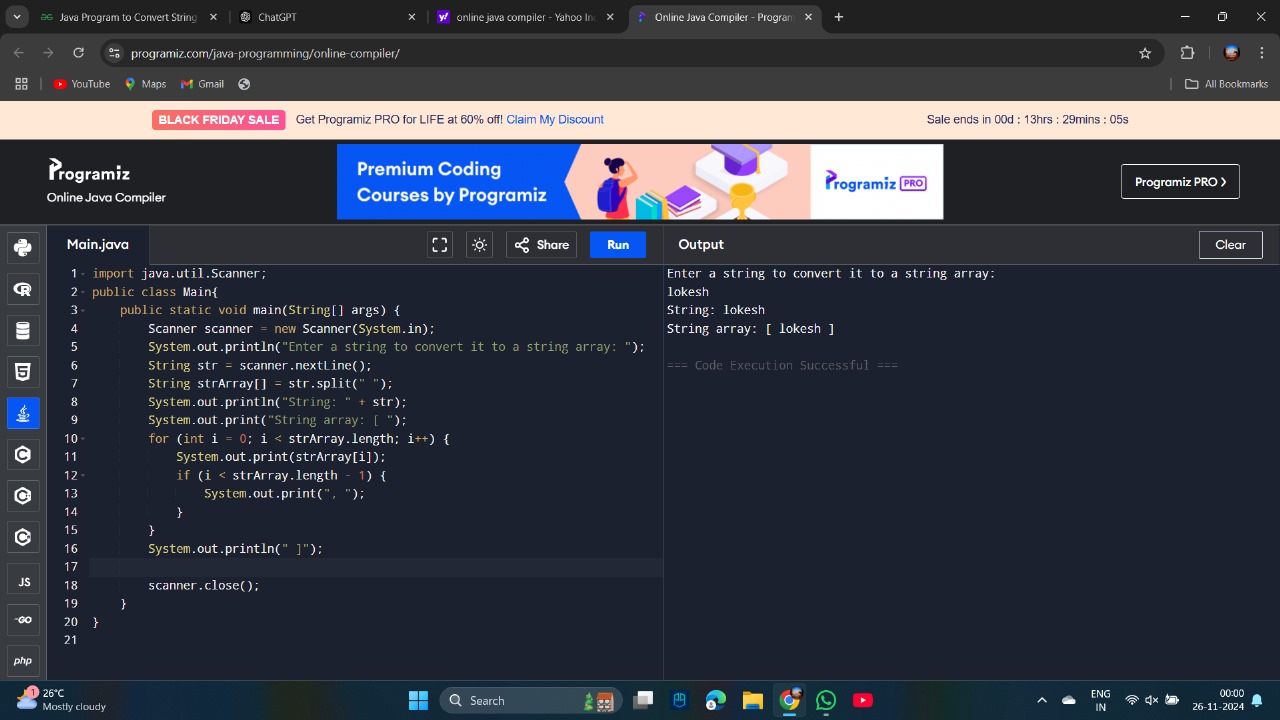 Java Program to Convert String
ChatGPT
online java compiler - Yahoo In
Online Java Compiler - Program
programiz.com/java-programming/online-compiler/
YouTube
Maps
Gmail
All Bookmarks
BLACK FRIDAY SALE Get Programiz PRO for LIFE at 60% off! Claim My Discount
Sale ends in 00d : 13hrs : 29mins : 05s
Programiz
Online Java Compiler
Premium Coding
Courses by Programiz
Programiz PRO
Programiz PRO >
Main.java
Share
Run
Output
Clear
1 import java.util.Scanner;
2 public class Main{
3     public static void main(String[] args) {
4         Scanner scanner = new Scanner(System.in);
5         System.out.println("Enter a string to convert it to a string array: ");
6         String str = scanner.nextLine();
7         String strArray[] = str.split(" ");
8         System.out.println("String: " + str);
9         System.out.print("String array: [ ");
10         for (int i = 0; i < strArray.length; i++) {
11             System.out.print(strArray[i]);
12             if (i < strArray.length - 1) {
13                 System.out.print(", ");
14             }
15         }
16         System.out.println(" ]");
17
18         scanner.close();
19     }
20 }
21
Enter a string to convert it to a string array:
lokesh
String: lokesh
String array: [ lokesh ]
=== Code Execution Successful ===
JS
GO
php
1
26°C
Mostly cloudy
Search
ENG
IN
00:00
26-11-2024